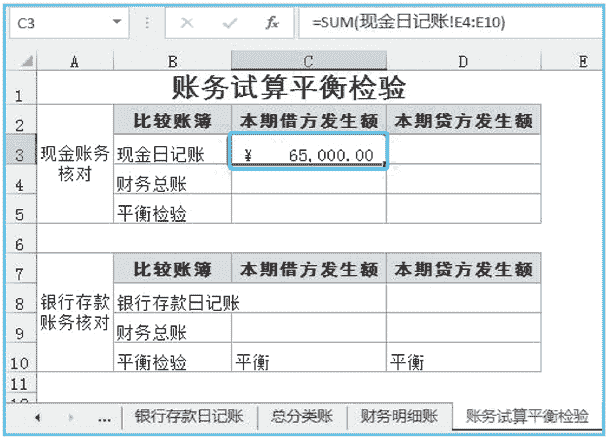 C3 fx =SUM(现金日记账!E4:E10)
A B C D E
1 账务试算平衡检验
2 比较账簿 本期借方发生额 本期贷方发生额
3 现金账务核对 现金日记账 ¥ 65,000.00
4 财务总账
5 平衡检验
6
7 比较账簿 本期借方发生额 本期贷方发生额
8 银行存款账务核对 银行存款日记账
9 财务总账
10 平衡检验 平衡 平衡
11
... 银行存款日记账 总分类账 财务明细账 账务试算平衡检验